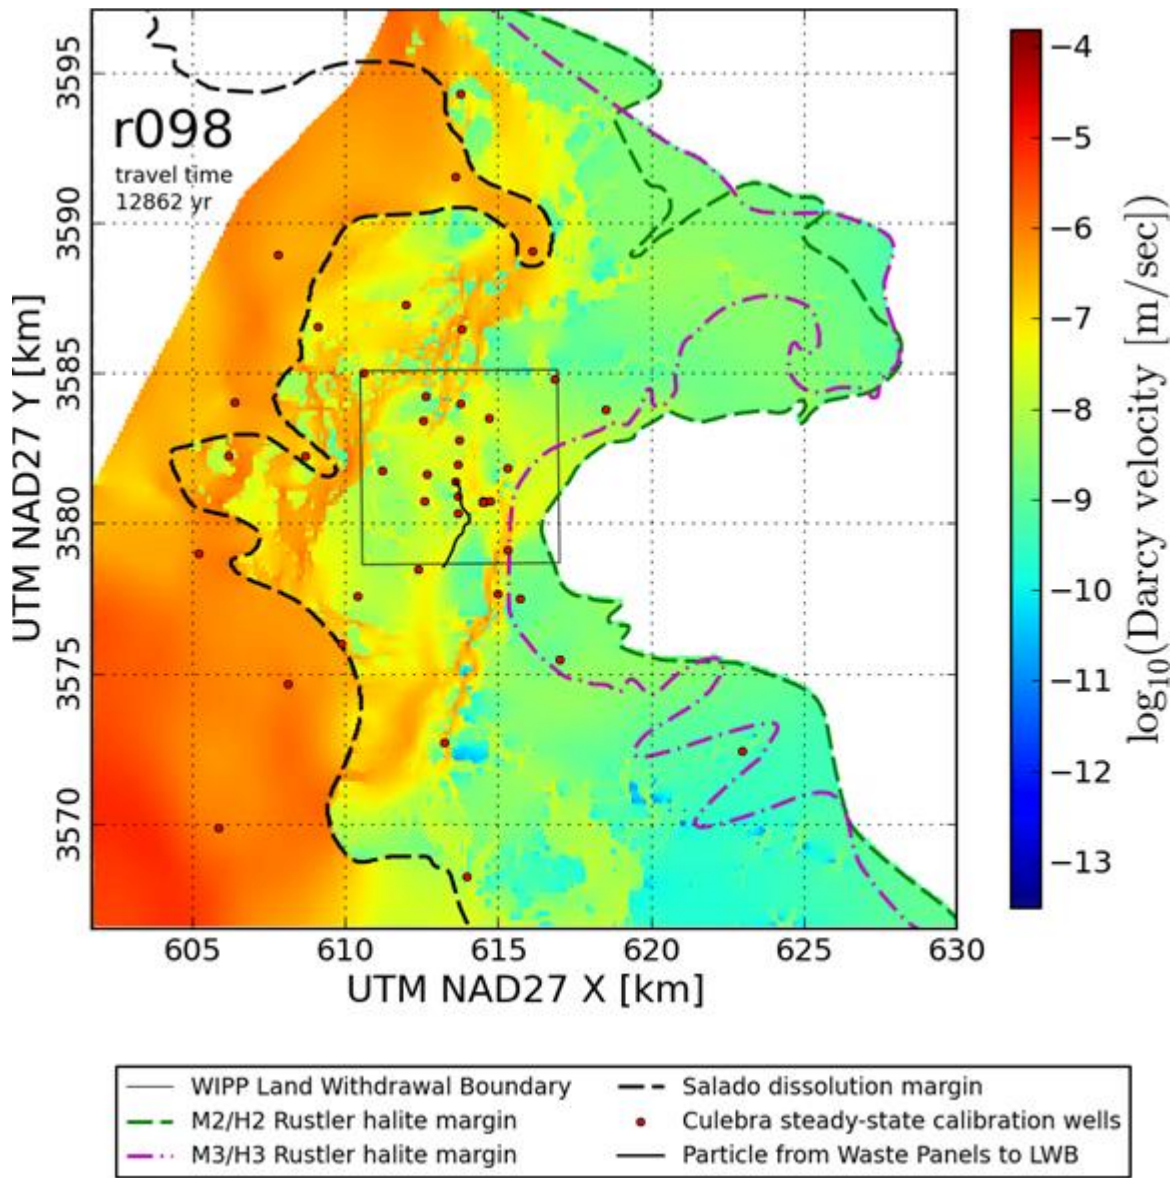 r098
travel time
12862 yr
3595
3590
3585
3580
3575
3570
UTM NAD27 Y [km]
605
610
615
620
625
630
UTM NAD27 X [km]
−4
−5
−6
−7
−8
−9
−10
−11
−12
−13
log10(Darcy velocity [m/sec])
WIPP Land Withdrawal Boundary
M2/H2 Rustler halite margin
M3/H3 Rustler halite margin
Salado dissolution margin
Culebra steady-state calibration wells
Particle from Waste Panels to LWB